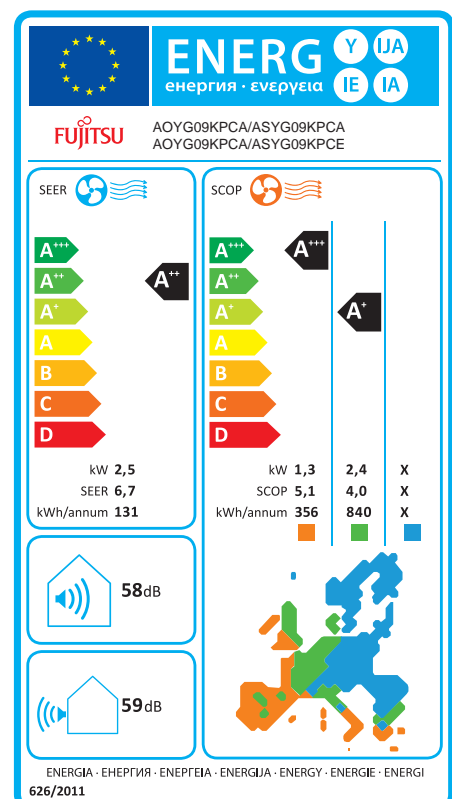 ENERG Y IJA
енергия · ενεργεια IE IA
FUJITSU
AOYG09KPCA/ASYG09KPCA
AOYG09KPCA/ASYG09KPCE
SEER
A+++
A++
A+
A
B
C
D
A++
kW 2,5
SEER 6,7
kWh/annum 131
SCOP
A+++
A++
A+
A
B
C
D
A+++
A+
kW 1,3 2,4 X
SCOP 5,1 4,0 X
kWh/annum 356 840 X
58dB
59dB
ENERGIA · ЕНЕРГИЯ · ΕΝΕΡΓΕΙΑ · ENERGIJA · ENERGY · ENERGIE · ENERGI
626/2011